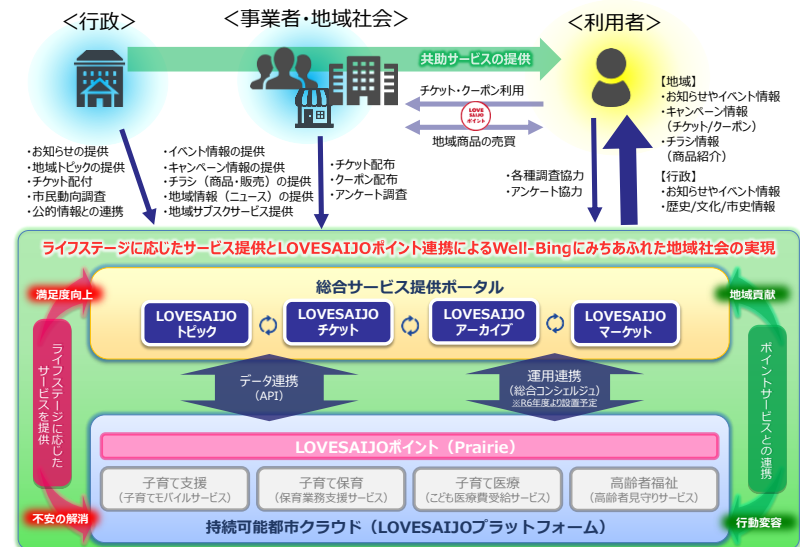 ＜行政＞
＜事業者・地域社会＞
＜利用者＞
共助サービスの提供
チケット・クーポン利用
LOVE
SAIJO
ポイント
地域商品の売買
【地域】
・お知らせやイベント情報
・キャンペーン情報
（チケット/クーポン）
・チラシ情報
（商品紹介）
【行政】
・お知らせやイベント情報
・歴史/文化/市史情報
・お知らせの提供
・地域トピックの提供
・チケット配付
・市民動向調査
・公的情報との連携
・イベント情報の提供
・キャンペーン情報の提供
・チラシ（商品・販売）の提供
・地域情報（ニュース）の提供
・地域サブスクサービス提供
・チケット配布
・クーポン配布
・アンケート調査
・各種調査協力
・アンケート協力
ライフステージに応じたサービス提供とLOVESAIJOポイント連携によるWell-Bingにみちあふれた地域社会の実現
満足度向上
ライフステージに応じた
サービスを提供
不安の解消
総合サービス提供ポータル
LOVESAIJO
トピック
LOVESAIJO
チケット
LOVESAIJO
アーカイブ
LOVESAIJO
マーケット
データ連携
（API）
運用連携
（総合コンシェルジュ）
※R6年度より設置予定
LOVESAIJOポイント（Prairie）
子育て支援
（子育てモバイルサービス）
子育て保育
（保育業務支援サービス）
子育て医療
（こども医療費受給サービス）
高齢者福祉
（高齢者見守りサービス）
持続可能都市クラウド（LOVESAIJOプラットフォーム）
地域貢献
ポイントサービスとの連携
行動変容